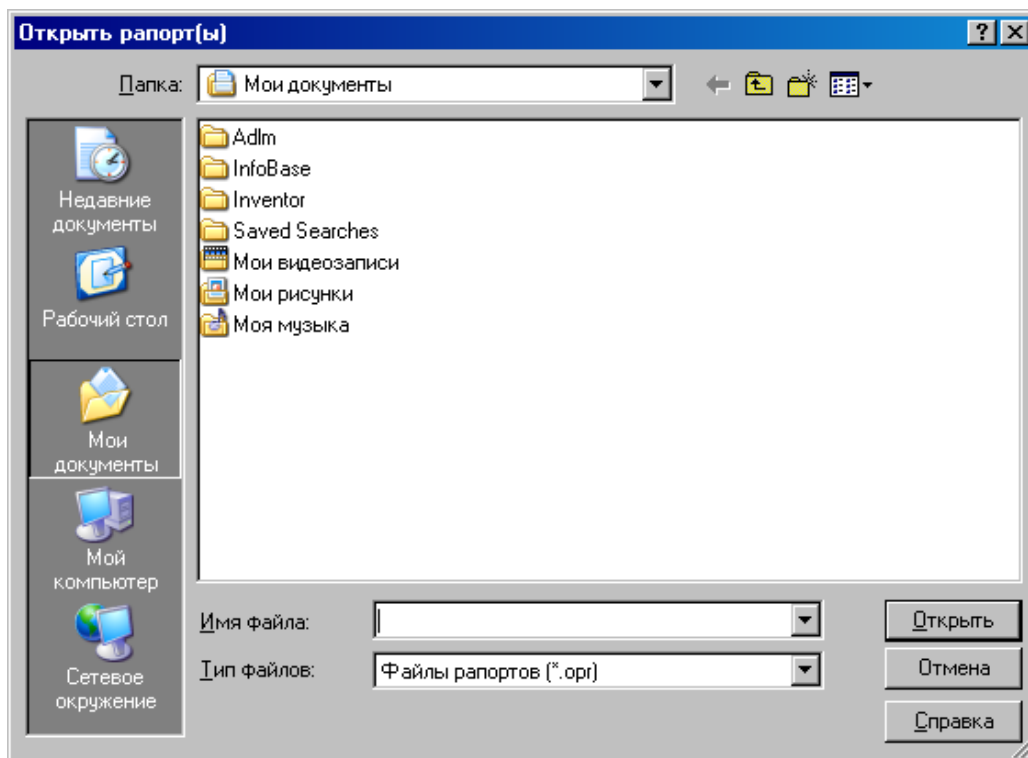 Открыть рапорт(ы)
Папка:
Мои документы
Недавние
документы
Рабочий стол
Мои
документы
Мой
компьютер
Сетевое
окружение
Adlm
InfoBase
Inventor
Saved Searches
Мои видеозаписи
Мои рисунки
Моя музыка
Имя файла:
Открыть
Тип файлов:
Файлы рапортов (*.opr)
Отмена
Справка